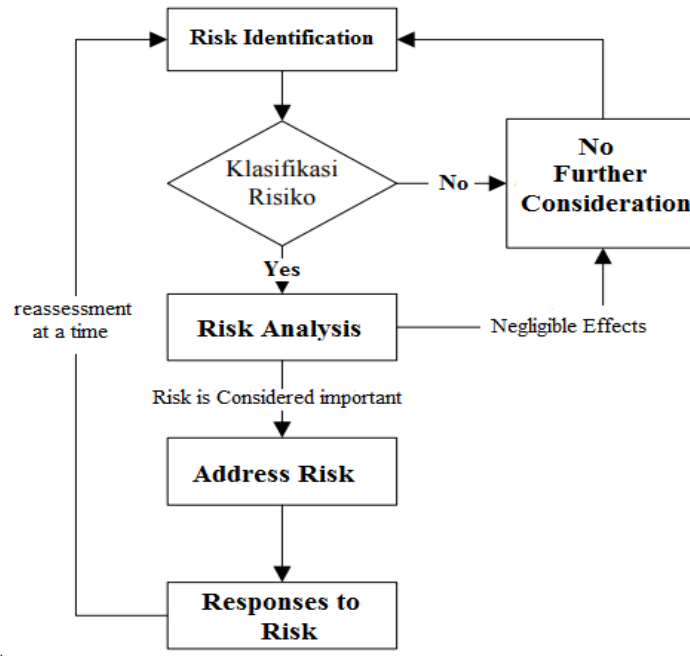 Risk Identification
Klasifikasi
Risiko
No
No
Further
Consideration
Yes
reassessment
at a time
Risk Analysis
Negligible Effects
Risk is Considered important
Address Risk
Responses to
Risk